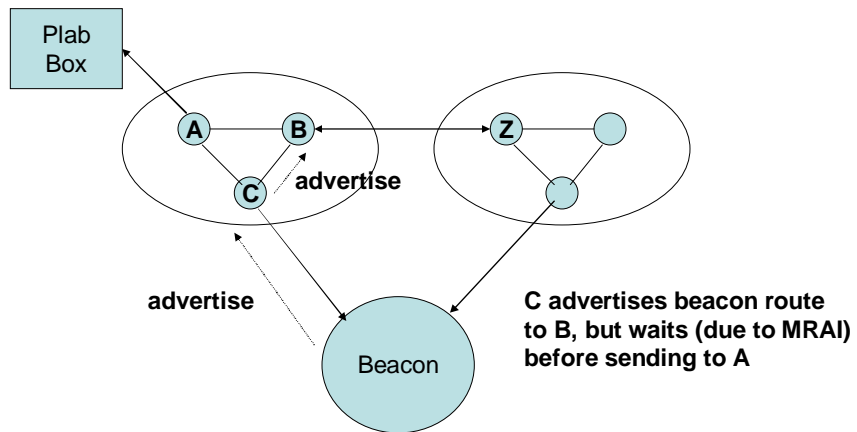 Plab
Box
A
B
Z
C
advertise
advertise
C advertises beacon route
to B, but waits (due to MRAI)
before sending to A
Beacon